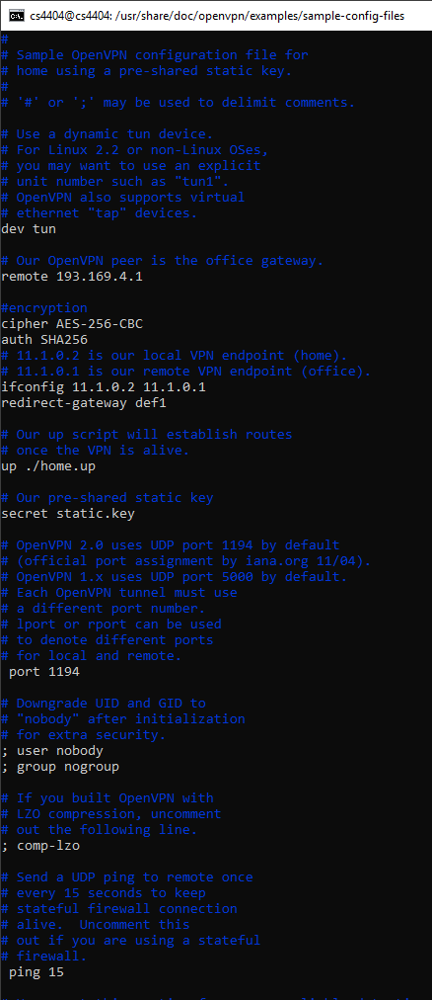 cs4404@cs4404: /usr/share/doc/openvpn/examples/sample-config-files
#
# Sample OpenVPN configuration file for
# home using a pre-shared static key.
#
# '#' or ';' may be used to delimit comments.
# Use a dynamic tun device.
# For Linux 2.2 or non-Linux OSes,
# you may want to use an explicit
# unit number such as "tun1".
# OpenVPN also supports virtual
# ethernet "tap" devices.
dev tun
# Our OpenVPN peer is the office gateway.
remote 193.169.4.1
#encryption
cipher AES-256-CBC
auth SHA256
# 11.1.0.2 is our local VPN endpoint (home).
# 11.1.0.1 is our remote VPN endpoint (office).
ifconfig 11.1.0.2 11.1.0.1
redirect-gateway def1
# Our up script will establish routes
# once the VPN is alive.
up ./home.up
# Our pre-shared static key
secret static.key
# OpenVPN 2.0 uses UDP port 1194 by default
# (official port assignment by iana.org 11/04).
# OpenVPN 1.x uses UDP port 5000 by default.
# Each OpenVPN tunnel must use
# a different port number.
# lport or rport can be used
# to denote different ports
# for local and remote.
port 1194
# Downgrade UID and GID to
# "nobody" after initialization
# for extra security.
; user nobody
; group nogroup
# If you built OpenVPN with
# LZO compression, uncomment
# out the following line.
; comp-lzo
# Send a UDP ping to remote once
# every 15 seconds to keep
# stateful firewall connection
# alive.  Uncomment this
# out if you are using a stateful
# firewall.
ping 15